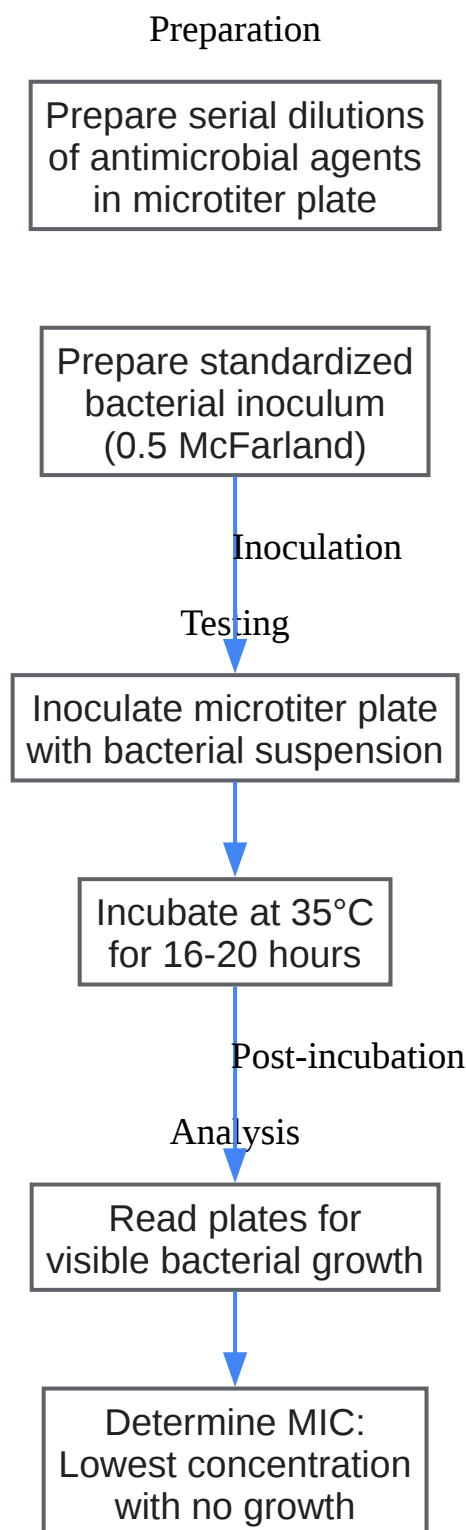 Preparation
Prepare serial dilutions
of antimicrobial agents
in microtiter plate
Prepare standardized
bacterial inoculum
(0.5 McFarland)
Inoculation
Testing
Inoculate microtiter plate
with bacterial suspension
Incubate at 35°C
for 16-20 hours
Post-incubation
Analysis
Read plates for
visible bacterial growth
Determine MIC:
Lowest concentration
with no growth